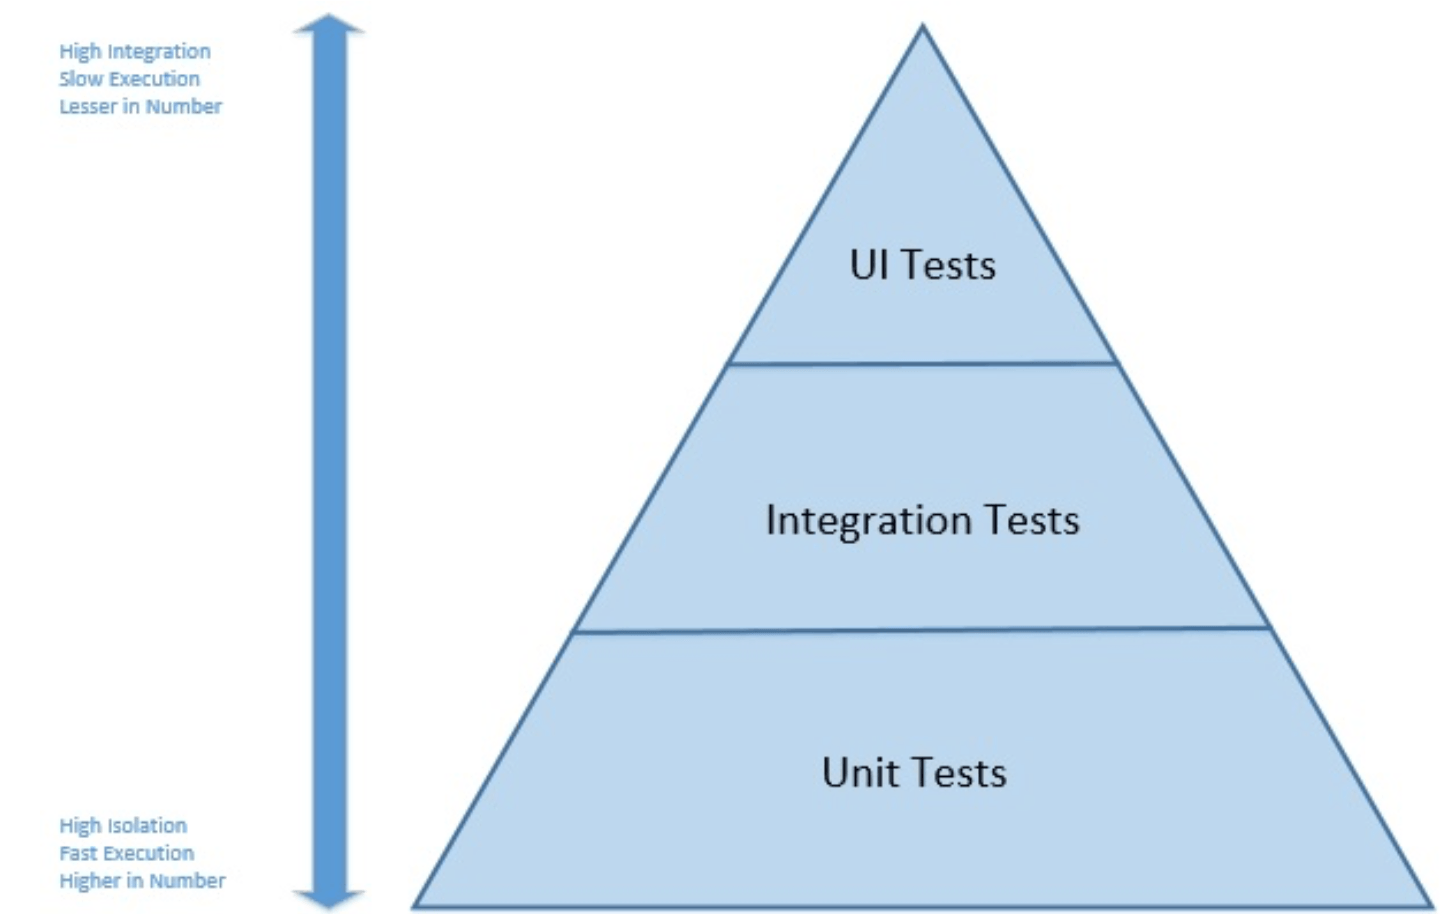 High Integration
Slow Execution
Lesser in Number
UI Tests
Integration Tests
Unit Tests
High Isolation
Fast Execution
Higher in Number